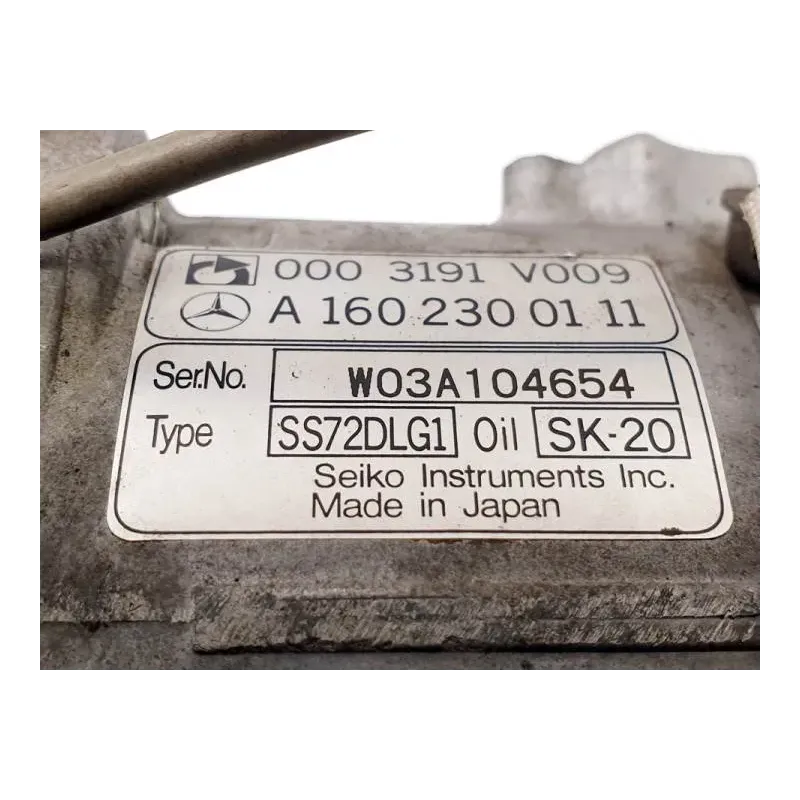 000 3191 V009
A 160 230 01 11
Ser.No. W03A104654
Type SS72DLG1 Oil SK-20
Seiko Instruments Inc.
Made in Japan